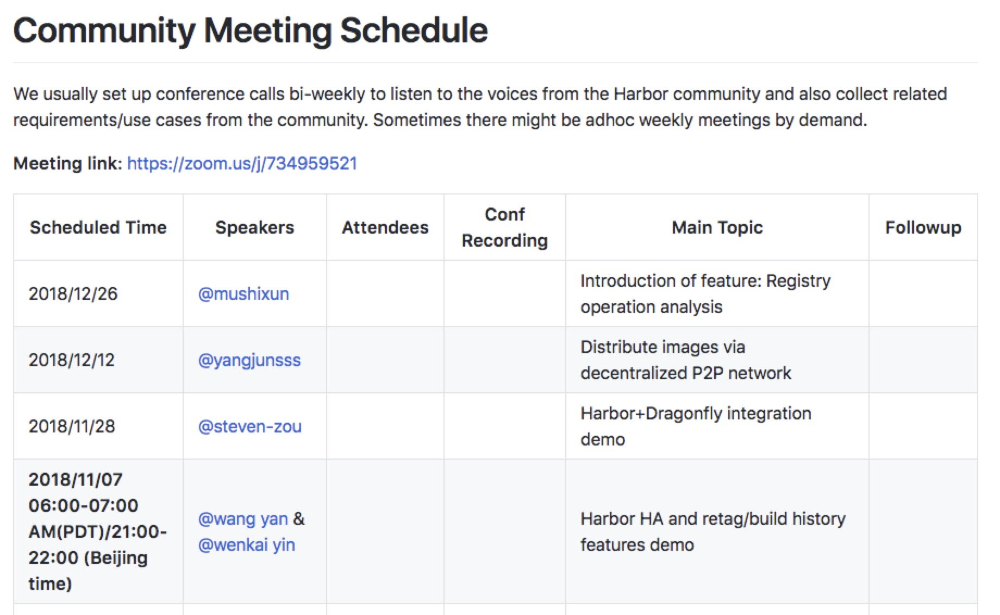 Community Meeting Schedule
We usually set up conference calls bi-weekly to listen to the voices from the Harbor community and also collect related
requirements/use cases from the community. Sometimes there might be adhoc weekly meetings by demand.
Meeting link: https://zoom.us/j/734959521
Scheduled Time
Speakers
Attendees
Conf
Recording
Main Topic
Followup
2018/12/26
@mushixun
Introduction of feature: Registry
operation analysis
2018/12/12
@yangjunsss
Distribute images via
decentralized P2P network
2018/11/28
@steven-zou
Harbor+Dragonfly integration
demo
2018/11/07
06:00-07:00
AM(PDT)/21:00-
22:00 (Beijing
time)
@wang yan &
@wenkai yin
Harbor HA and retag/build history
features demo